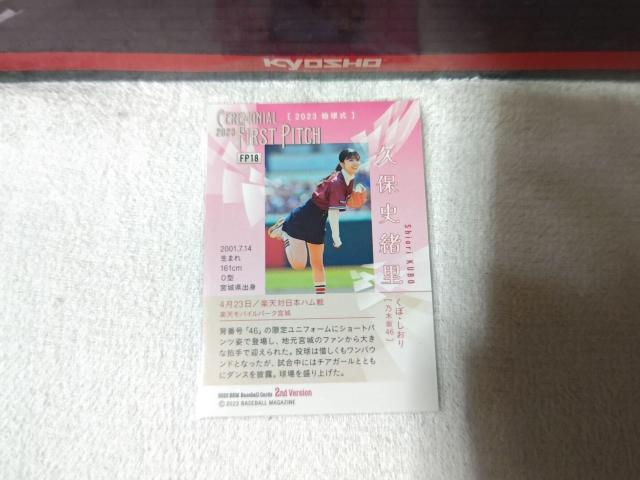 KYOSHO
CEREMONIAL
[ 2023 始球式 ]
2023 FIRST PITCH
FP18
久保史緒里
Shiori KUBO
くぼ・しおり
[乃木坂46]
2001.7.14
生まれ
161cm
O型
宮城県出身
4月23日／楽天対日本ハム戦
楽天モバイルパーク宮城
背番号「46」の限定ユニフォームにショートパ
ンツ姿で登場し、地元宮城のファンから大き
な拍手で迎えられた。投球は惜しくもワンバウ
ンドとなったが、試合中にはチアガールととも
にダンスを披露。球場を盛り上げた。
2023 BBM Baseball Cards 2nd Version
© 2023 BASEBALL MAGAZINE